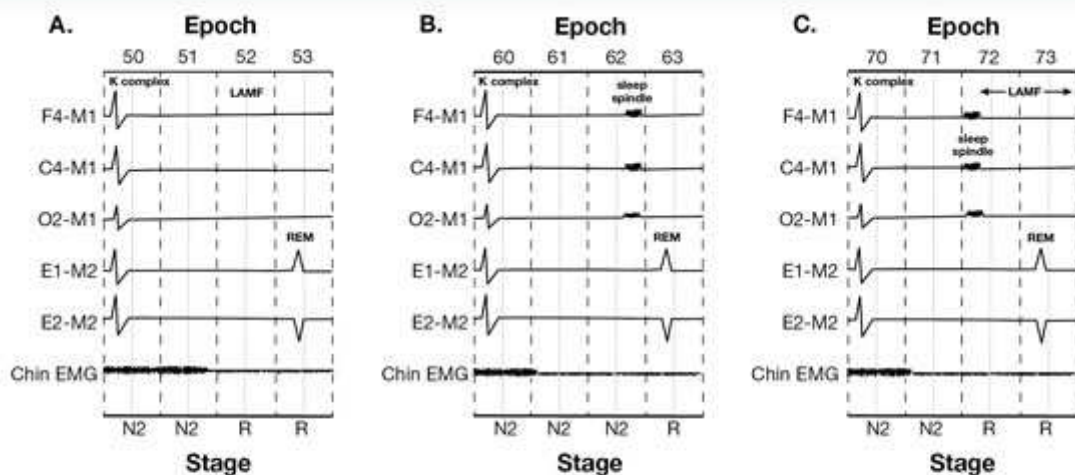 A. Epoch
50 51 52 53
K complex
LAMF
F4-M1
C4-M1
O2-M1
REM
E1-M2
E2-M2
Chin EMG
N2 N2 R R
Stage
B. Epoch
60 61 62 63
K complex
sleep
spindle
F4-M1
C4-M1
O2-M1
REM
E1-M2
E2-M2
Chin EMG
N2 N2 N2 R
Stage
C. Epoch
70 71 72 73
K complex
LAMF
F4-M1
sleep
spindle
C4-M1
O2-M1
REM
E1-M2
E2-M2
Chin EMG
N2 N2 R R
Stage